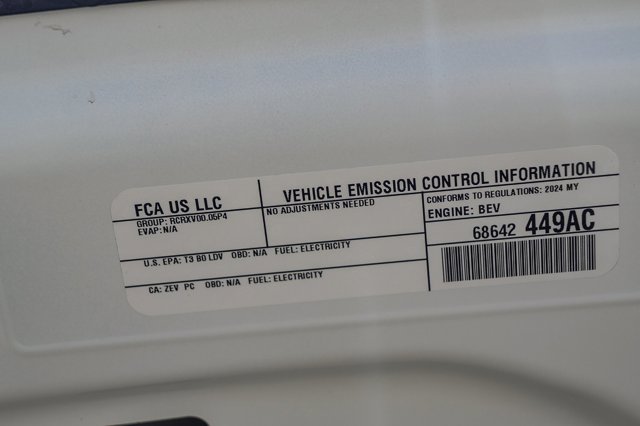 FCA US LLC
GROUP: RCRXV00.05P4
EVAP: N/A
VEHICLE EMISSION CONTROL INFORMATION
NO ADJUSTMENTS NEEDED
CONFORMS TO REGULATIONS: 2024 MY
ENGINE: BEV
U.S. EPA: T3 B0 LDV OBD: N/A FUEL: ELECTRICITY
CA: ZEV PC OBD: N/A FUEL: ELECTRICITY
68642 449AC